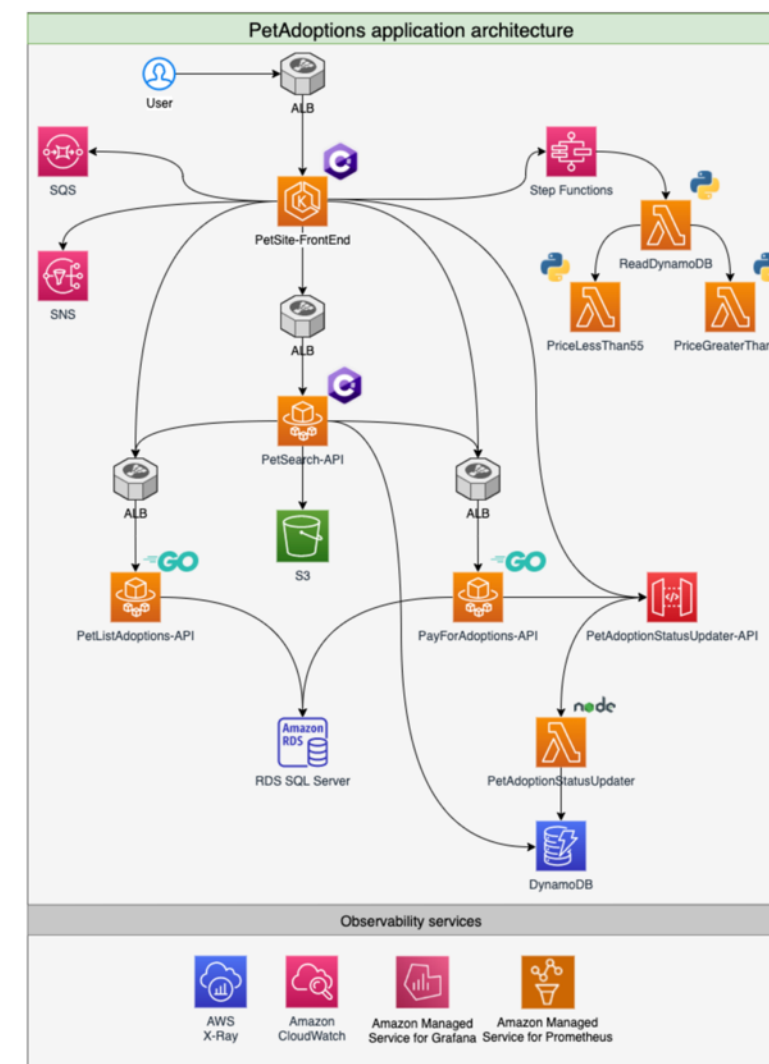 PetAdoptions application architecture
User
ALB
SQS
Step Functions
PetSite-FrontEnd
ReadDynamoDB
SNS
ALB
PriceLessThan55
PriceGreaterThan
PetSearch-API
ALB
ALB
S3
GO
GO
PetListAdoptions-API
PayForAdoptions-API
PetAdoptionStatusUpdater-API
node
Amazon
RDS
RDS SQL Server
PetAdoptionStatusUpdater
DynamoDB
Observability services
AWS
X-Ray
Amazon
CloudWatch
Amazon Managed
Service for Grafana
Amazon Managed
Service for Prometheus